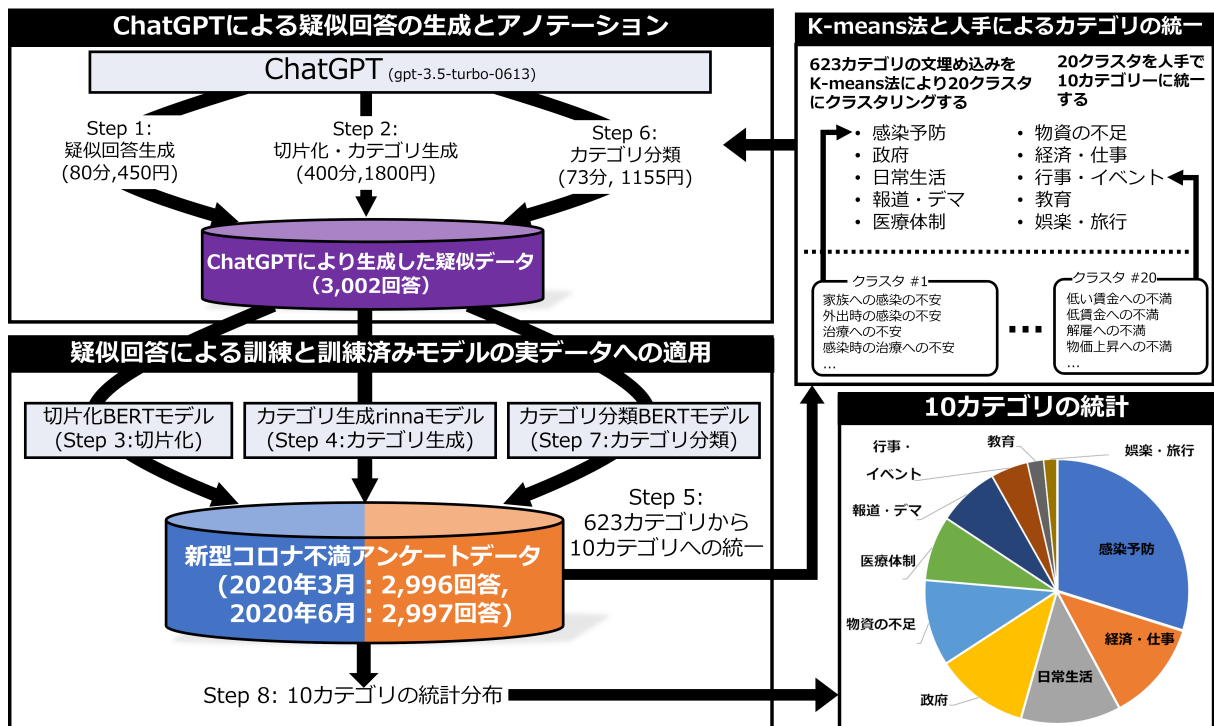 ChatGPTによる疑似回答の生成とアノテーション
ChatGPT (gpt-3.5-turbo-0613)
Step 1:
疑似回答生成
(80分,450円)
Step 2:
切片化・カテゴリ生成
(400分,1800円)
Step 6:
カテゴリ分類
(73分, 1155円)
ChatGPTにより生成した疑似データ
(3,002回答)
K-means法と人手によるカテゴリの統一
623カテゴリの文埋め込みを
K-means法により20クラスタ
にクラスタリングする
20クラスタを人手で
10カテゴリーに統一
する
• 感染予防
• 政府
• 日常生活
• 報道・デマ
• 医療体制
• 物資の不足
• 経済・仕事
• 行事・イベント
• 教育
• 娯楽・旅行
クラスタ #1
家族への感染の不安
外出時の感染の不安
治療への不安
感染時の治療への不安
...
...
クラスタ #20
低い賃金への不満
低賃金への不満
解雇への不満
物価上昇への不満
...
疑似回答による訓練と訓練済みモデルの実データへの適用
切片化BERTモデル
(Step 3:切片化)
カテゴリ生成rinnaモデル
(Step 4:カテゴリ生成)
カテゴリ分類BERTモデル
(Step 7:カテゴリ分類)
新型コロナ不満アンケートデータ
(2020年3月：2,996回答,
2020年6月：2,997回答)
Step 5:
623カテゴリから
10カテゴリへの統一
Step 8: 10カテゴリの統計分布
10カテゴリの統計
行事・
イベント
教育
娯楽・旅行
報道・デマ
医療体制
感染予防
物資の不足
経済・仕事
日常生活
政府